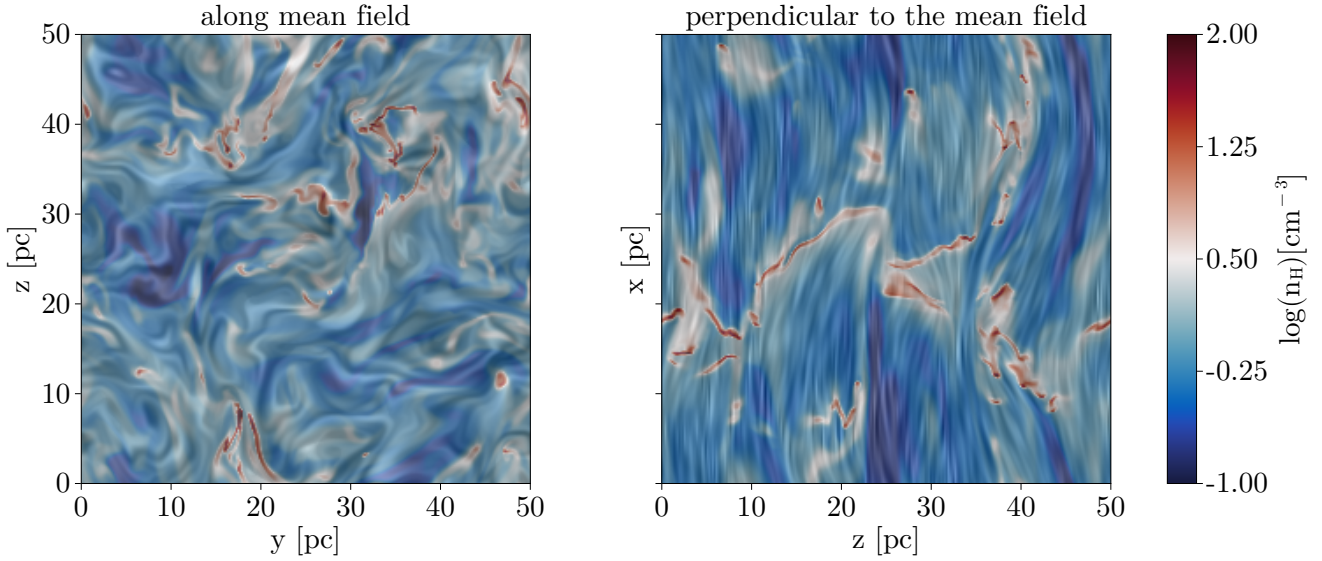 along mean field
perpendicular to the mean field
50
40
30
20
10
0
z [pc]
0 10 20 30 40 50
y [pc]
x [pc]
0 10 20 30 40 50
z [pc]
2.00
1.25
0.50
-0.25
-1.00
log(n_H)[cm^−3]